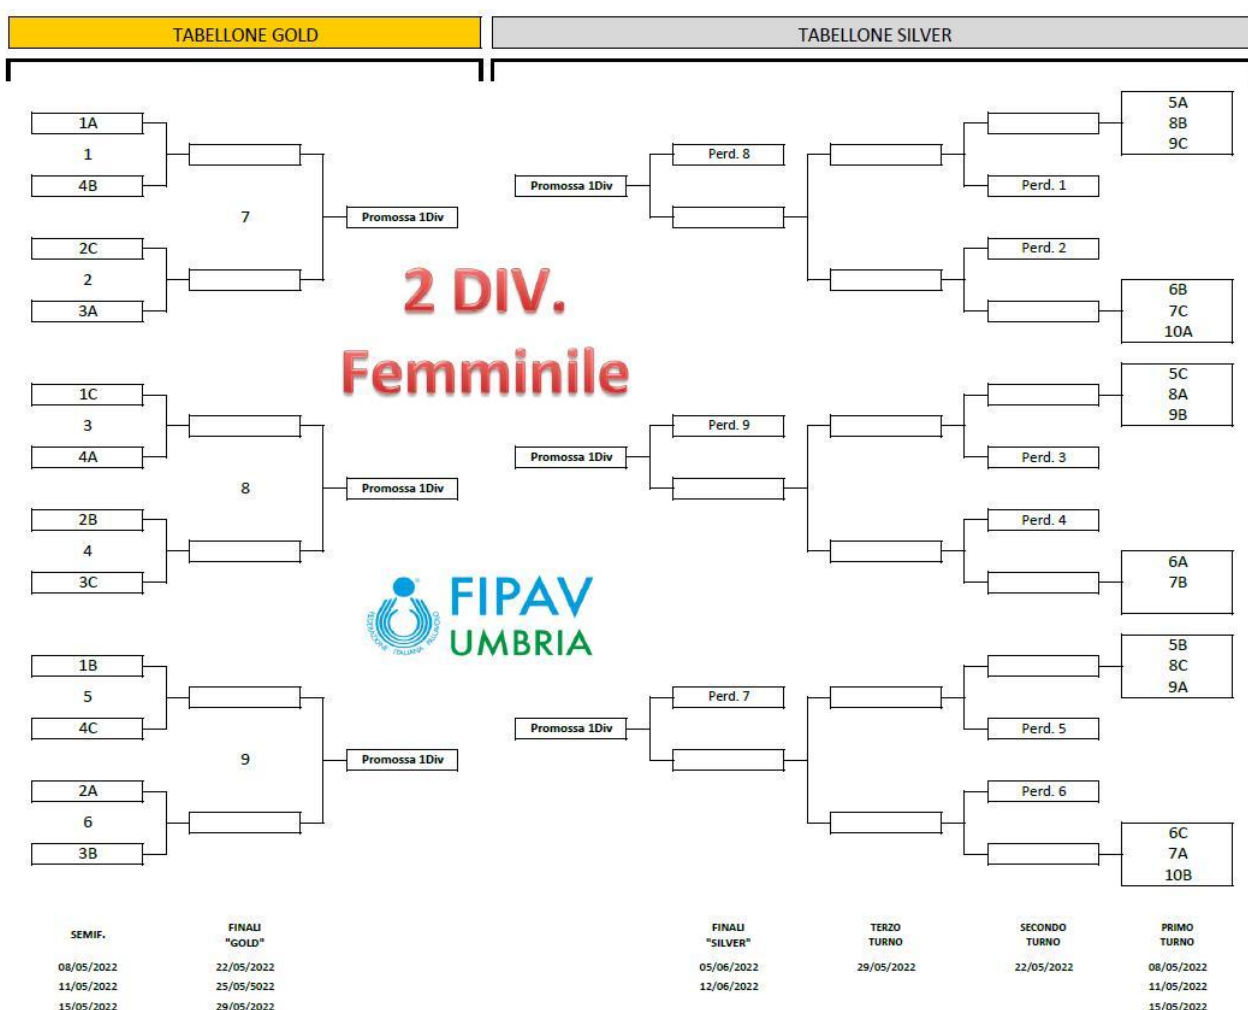 TABELLONE GOLD
TABELLONE SILVER
1A
1
4B
7
2C
2
3A
Promossa 1Div
1C
3
4A
8
2B
4
3C
Promossa 1Div
1B
5
4C
9
2A
6
3B
Promossa 1Div
2 DIV.
Femminile
FIPAV
UMBRIA
FEDERAZIONE ITALIANA PALLAVOLO
Promossa 1Div
Perd. 8
Perd. 1
Perd. 2
5A
8B
9C
6B
7C
10A
Promossa 1Div
Perd. 9
Perd. 3
Perd. 4
5C
8A
9B
6A
7B
Promossa 1Div
Perd. 7
Perd. 5
Perd. 6
5B
8C
9A
6C
7A
10B
SEMIF.
08/05/2022
11/05/2022
15/05/2022
FINALI
"GOLD"
22/05/2022
25/05/5022
29/05/2022
FINALI
"SILVER"
05/06/2022
12/06/2022
TERZO
TURNO
29/05/2022
SECONDO
TURNO
22/05/2022
PRIMO
TURNO
08/05/2022
11/05/2022
15/05/2022